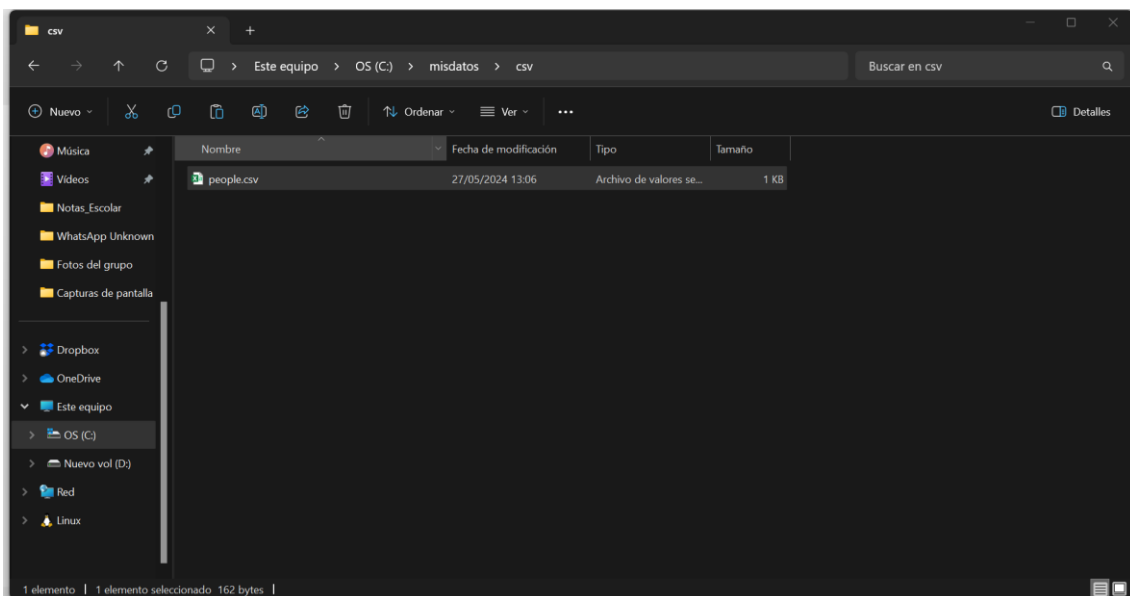 csv
Este equipo > OS (C:) > misdatos > csv
Buscar en csv
Nuevo
Ordenar
Ver
Detalles
Música
Vídeos
Notas_Escolar
WhatsApp Unknown
Fotos del grupo
Capturas de pantalla
Dropbox
OneDrive
Este equipo
OS (C:)
Nuevo vol (D:)
Red
Linux
Nombre Fecha de modificación Tipo Tamaño
people.csv 27/05/2024 13:06 Archivo de valores se... 1 KB
1 elemento | 1 elemento seleccionado 162 bytes |